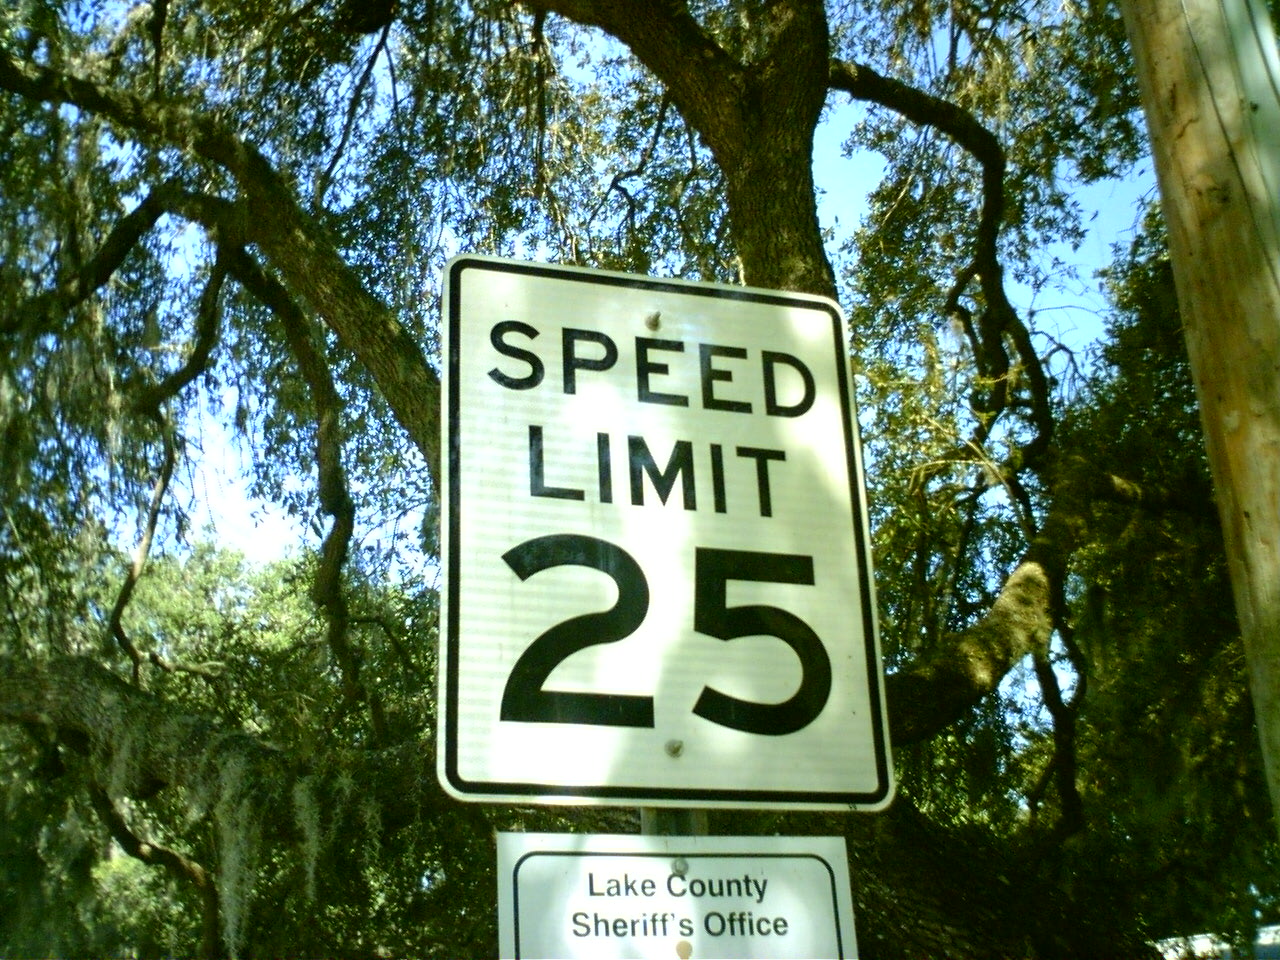 SPEED
LIMIT
25
Lake County
Sheriff's Office